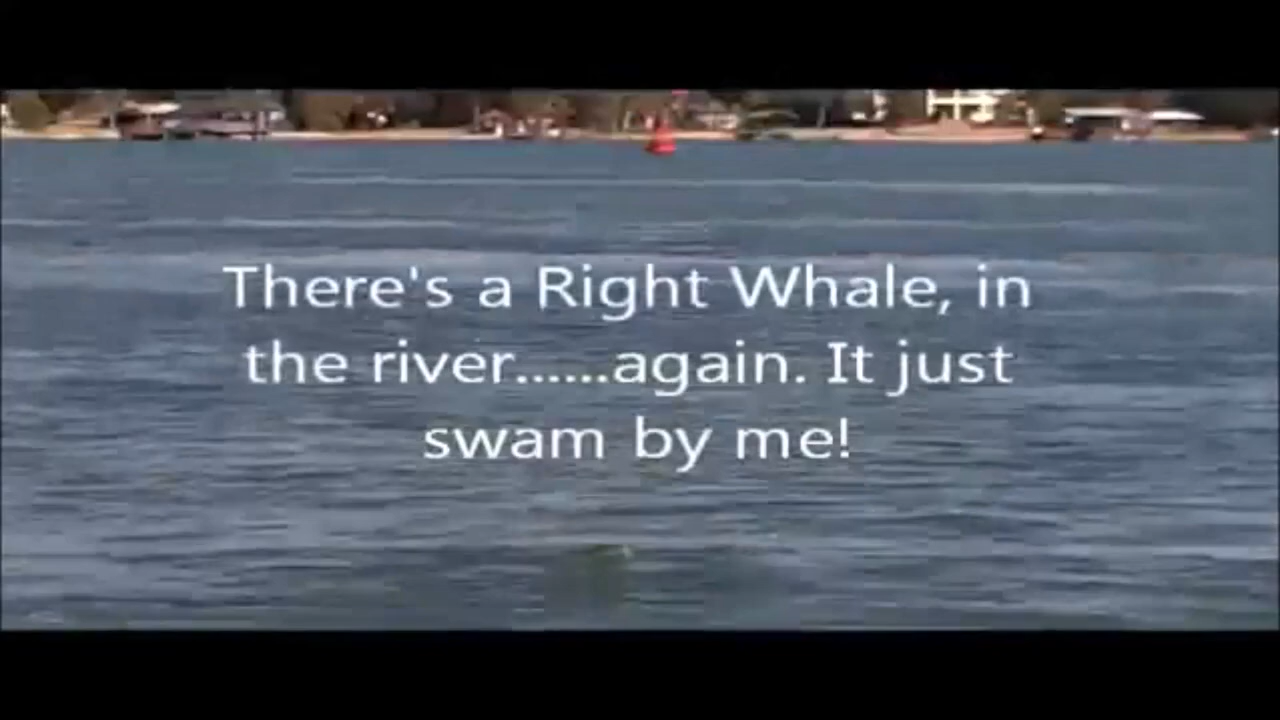 There's a Right Whale, in
the river......again. It just
swam by me!